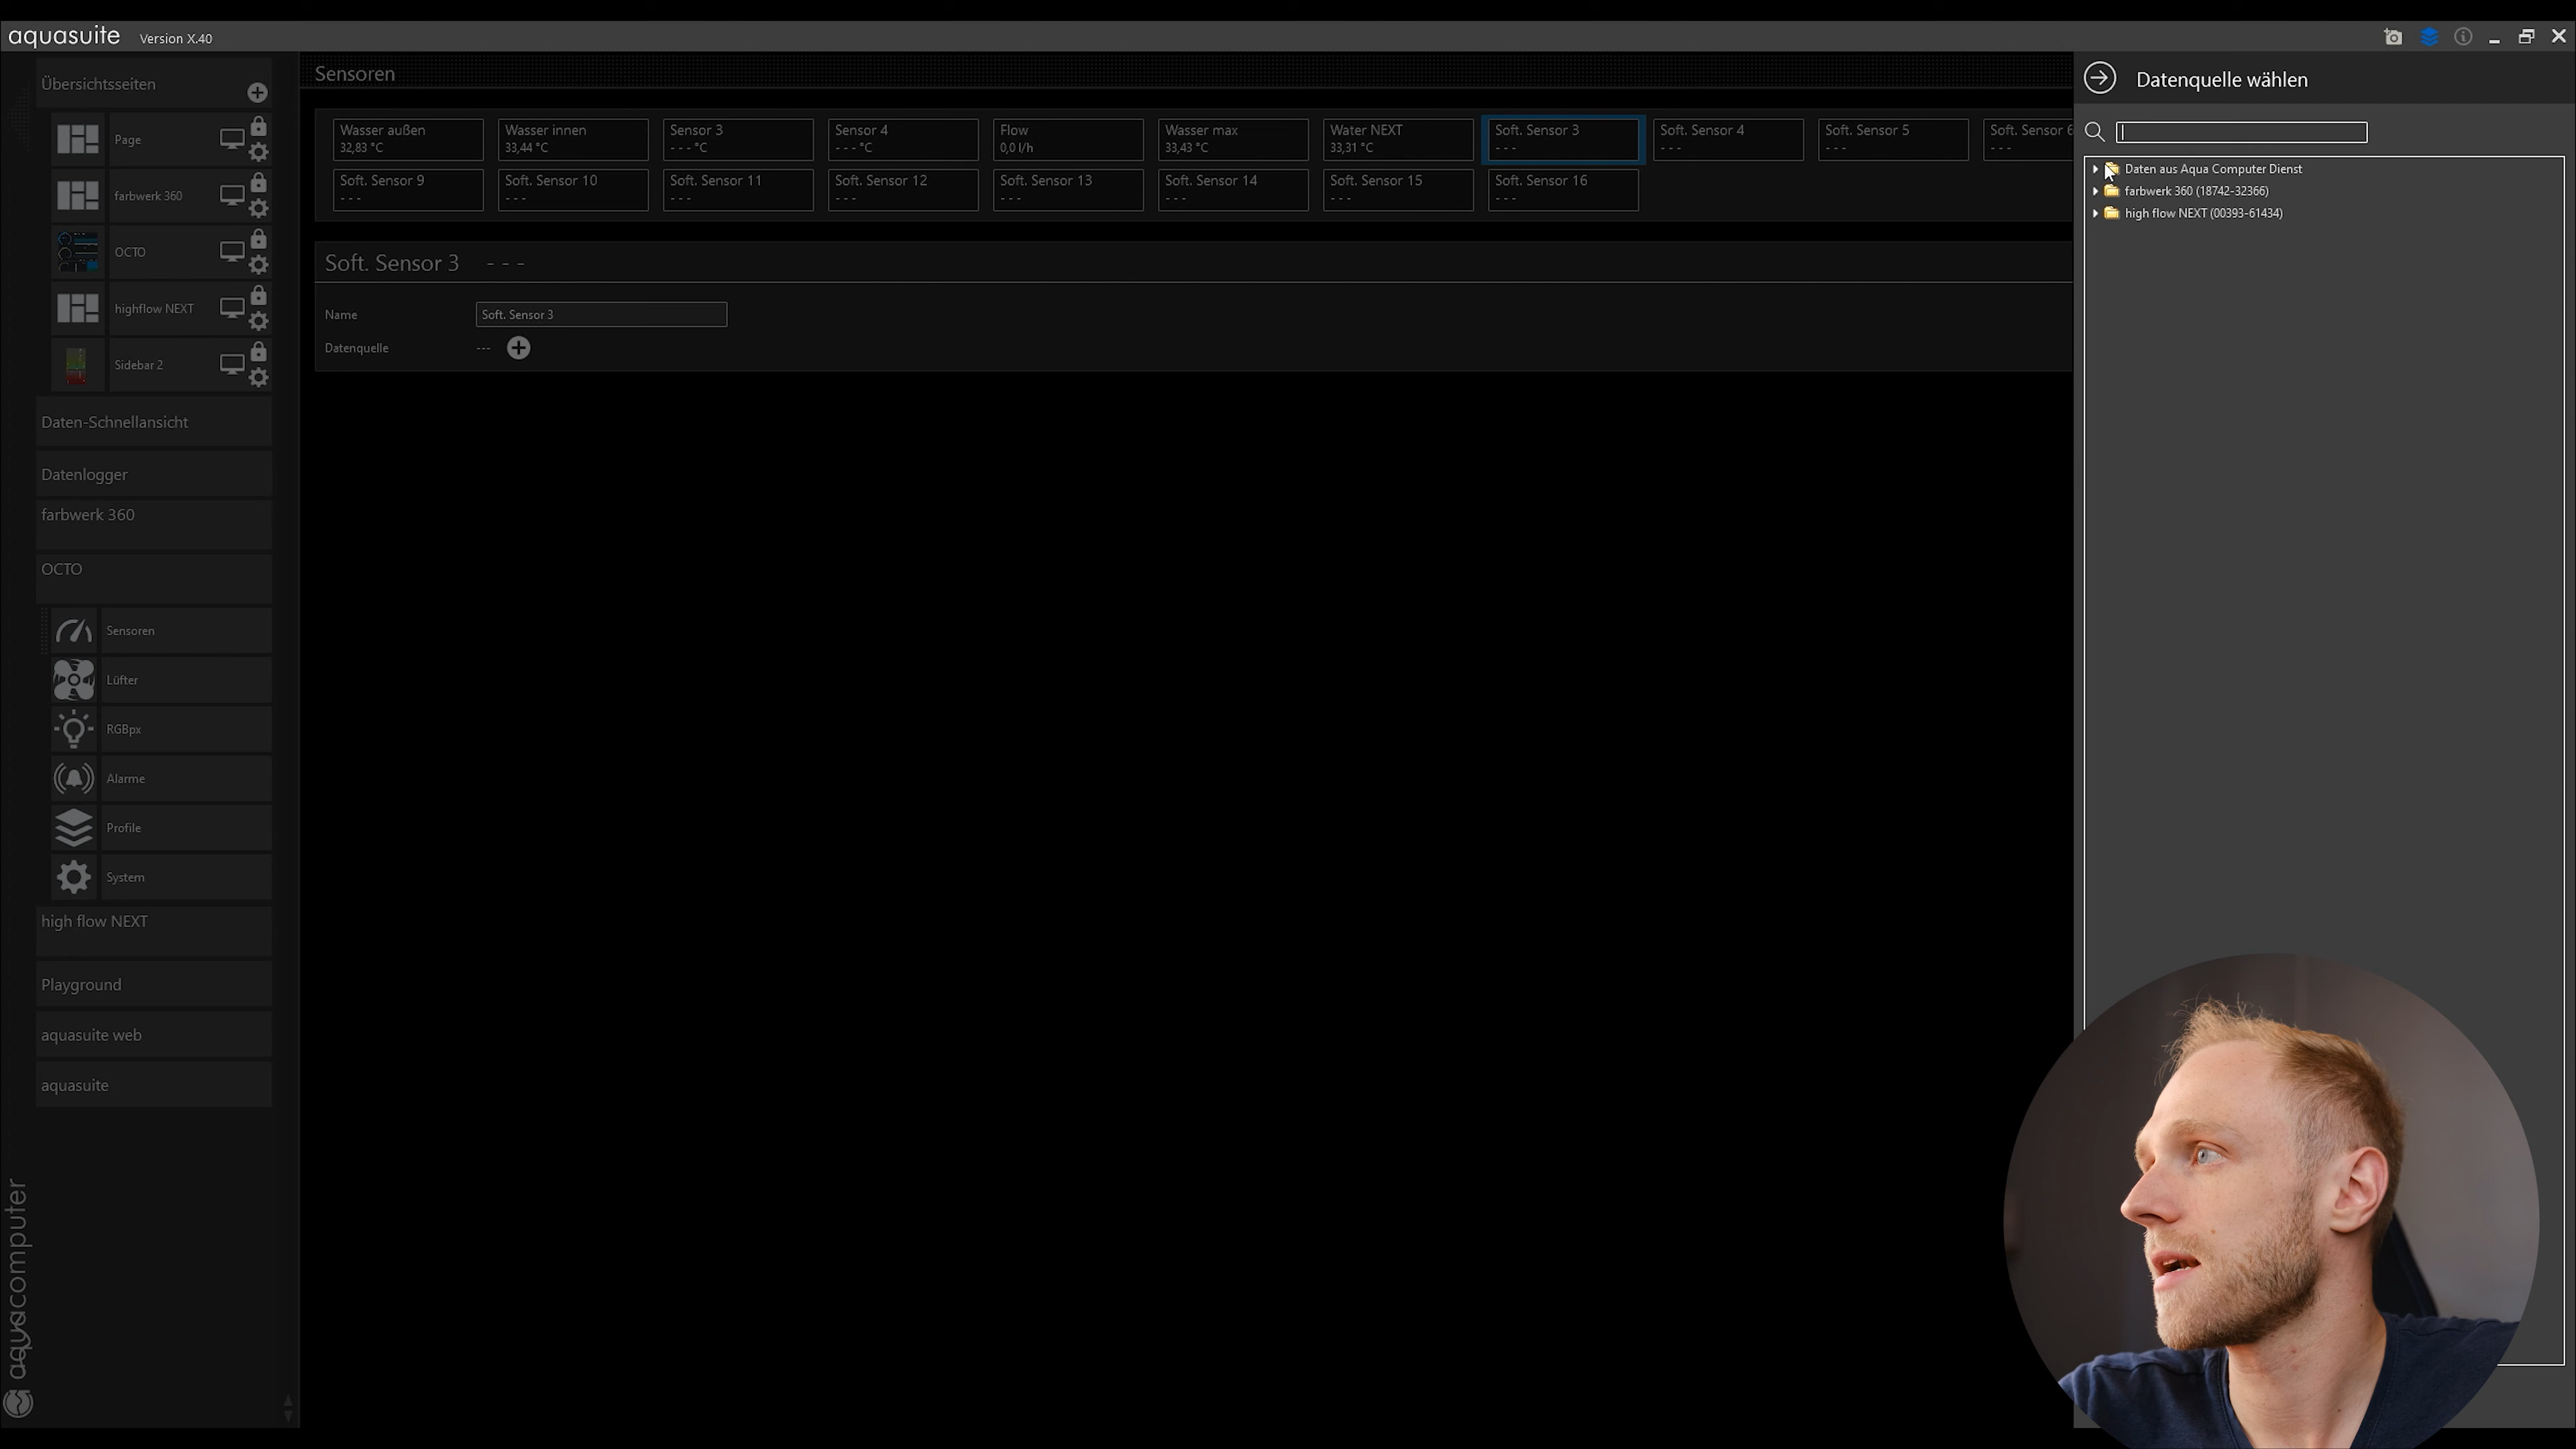 aquasuite Version X.40
Übersichtsseiten
Page
farbwerk 360
OCTO
highflow NEXT
Sidebar 2
Daten-Schnellansicht
Datenlogger
farbwerk 360
OCTO
Sensoren
Lüfter
RGBpx
Alarme
Profile
System
high flow NEXT
Playground
aquasuite web
aquasuite
aquacomputer
Sensoren
Wasser außen
32,83 °C
Wasser innen
33,44 °C
Sensor 3
- - - °C
Sensor 4
- - - °C
Flow
0,0 l/h
Wasser max
33,43 °C
Water NEXT
33,31 °C
Soft. Sensor 3
- - -
Soft. Sensor 4
- - -
Soft. Sensor 5
- - -
Soft. Sensor 6
- - -
Soft. Sensor 9
- - -
Soft. Sensor 10
- - -
Soft. Sensor 11
- - -
Soft. Sensor 12
- - -
Soft. Sensor 13
- - -
Soft. Sensor 14
- - -
Soft. Sensor 15
- - -
Soft. Sensor 16
- - -
Soft. Sensor 3 - - -
Name Soft. Sensor 3
Datenquelle ---
Datenquelle wählen
Daten aus Aqua Computer Dienst
farbwerk 360 (18742-32366)
high flow NEXT (00393-61434)